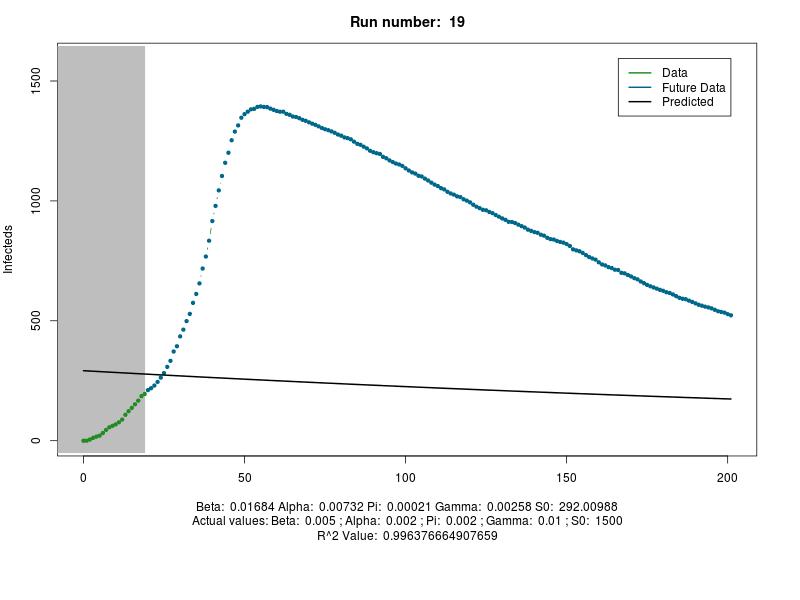 Run number: 19
Data
Future Data
Predicted
Infecteds
1500
1000
500
0
0 50 100 150 200
Beta: 0.01684 Alpha: 0.00732 Pi: 0.00021 Gamma: 0.00258 S0: 292.00988
Actual values: Beta: 0.005 ; Alpha: 0.002 ; Pi: 0.002 ; Gamma: 0.01 ; S0: 1500
R^2 Value: 0.996376664907659